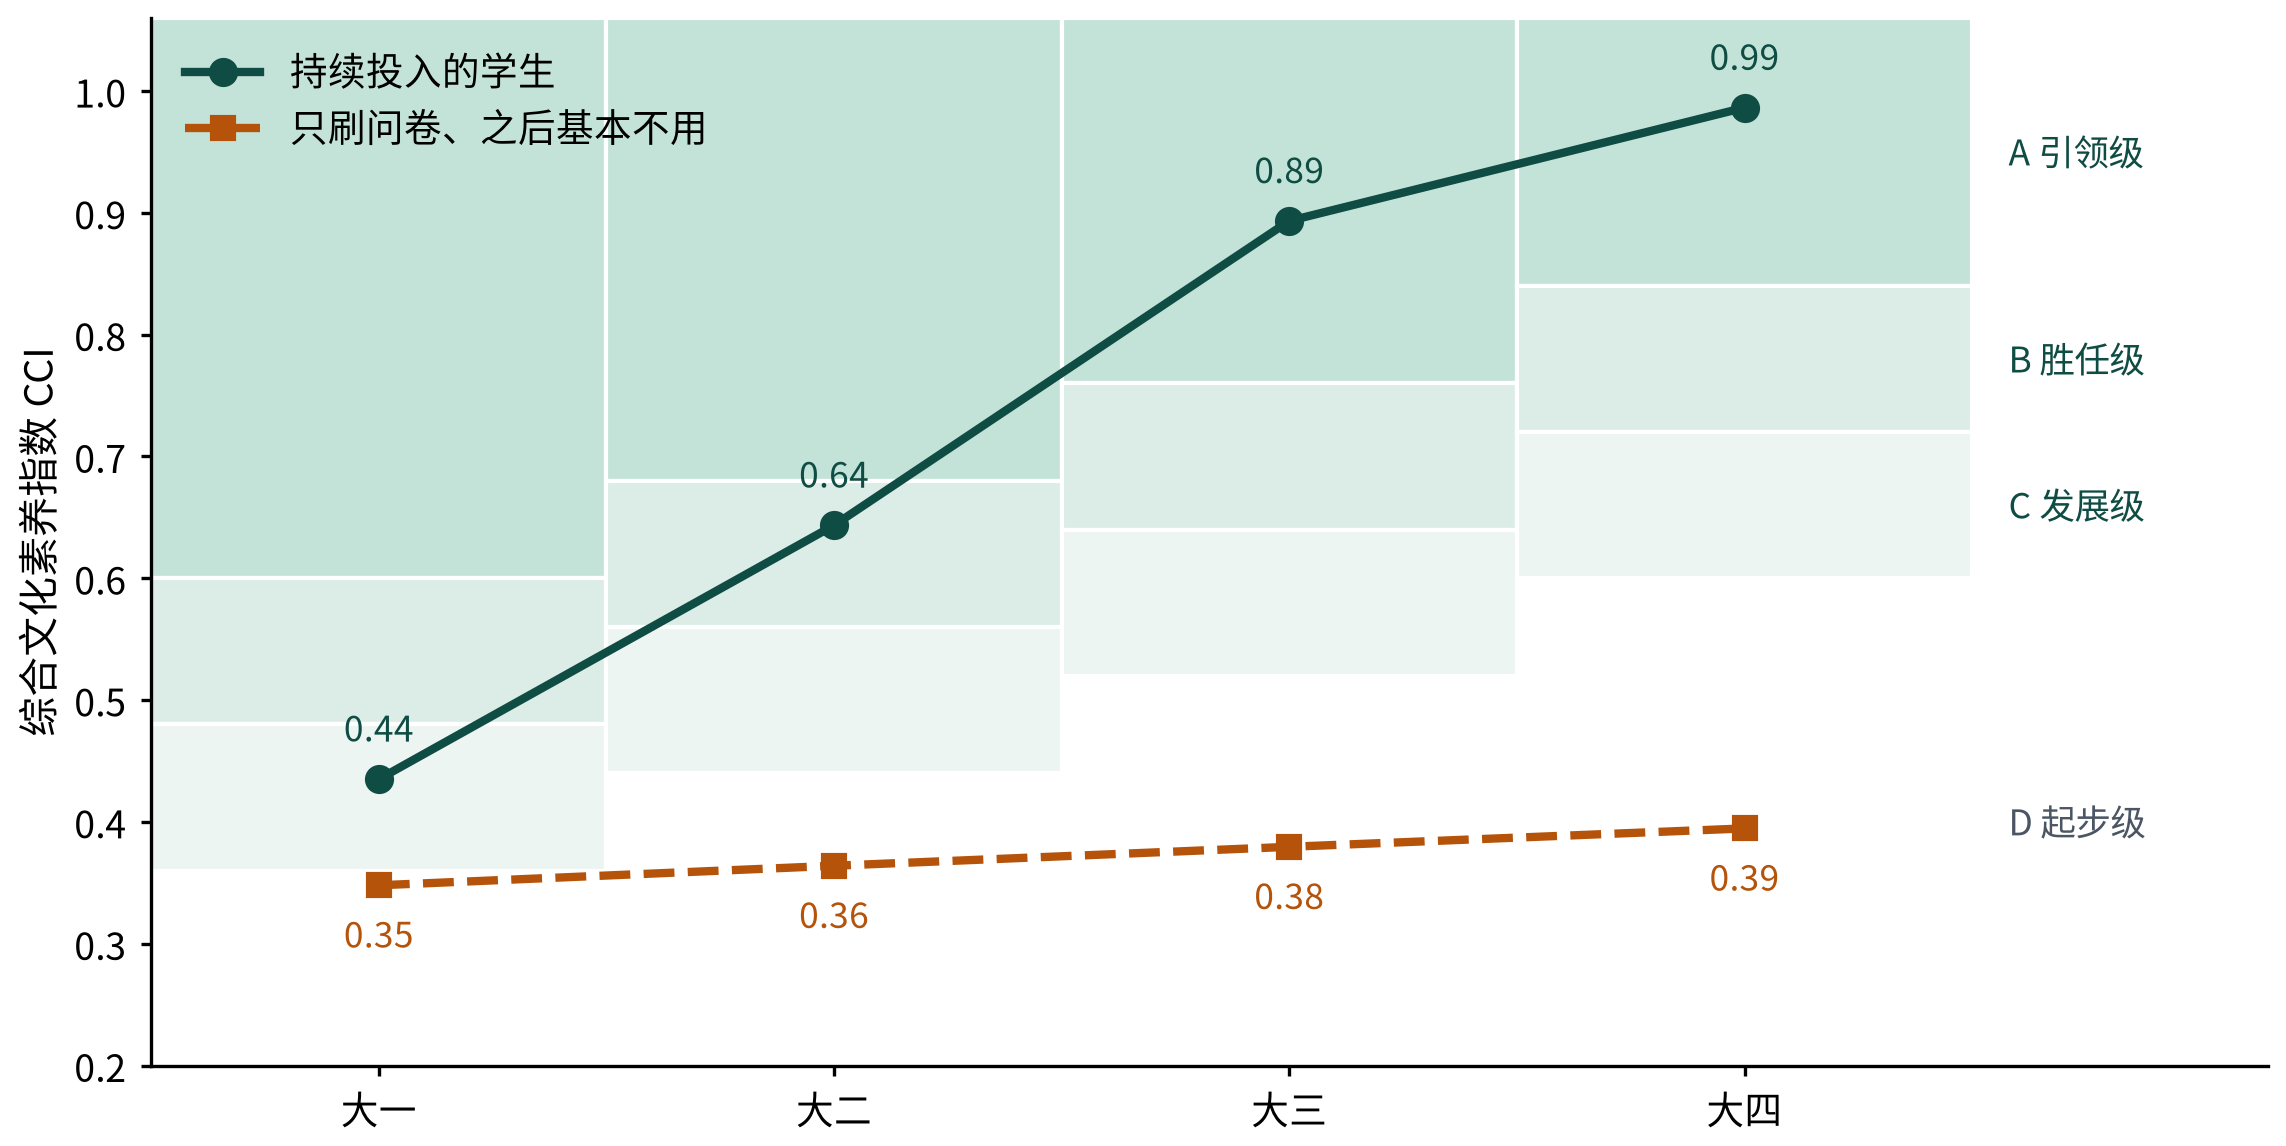 持续投入的学生
只刷问卷、之后基本不用
综合文化素养指数 CCI
1.0
0.9
0.8
0.7
0.6
0.5
0.4
0.3
0.2
0.44
0.64
0.89
0.99
0.35
0.36
0.38
0.39
A 引领级
B 胜任级
C 发展级
D 起步级
大一
大二
大三
大四